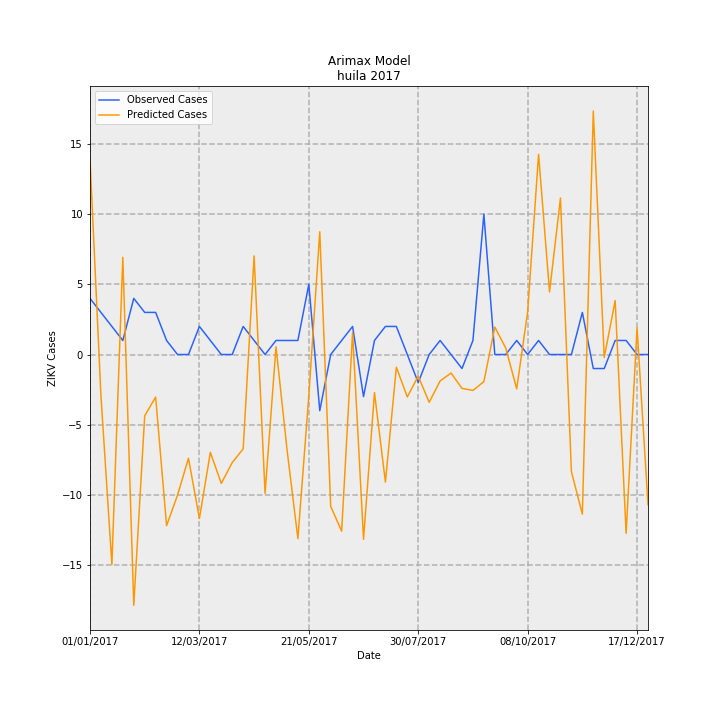 Arimax Model
huila 2017
Observed Cases
Predicted Cases
ZIKV Cases
15
10
5
0
−5
−10
−15
01/01/2017
12/03/2017
21/05/2017
30/07/2017
08/10/2017
17/12/2017
Date